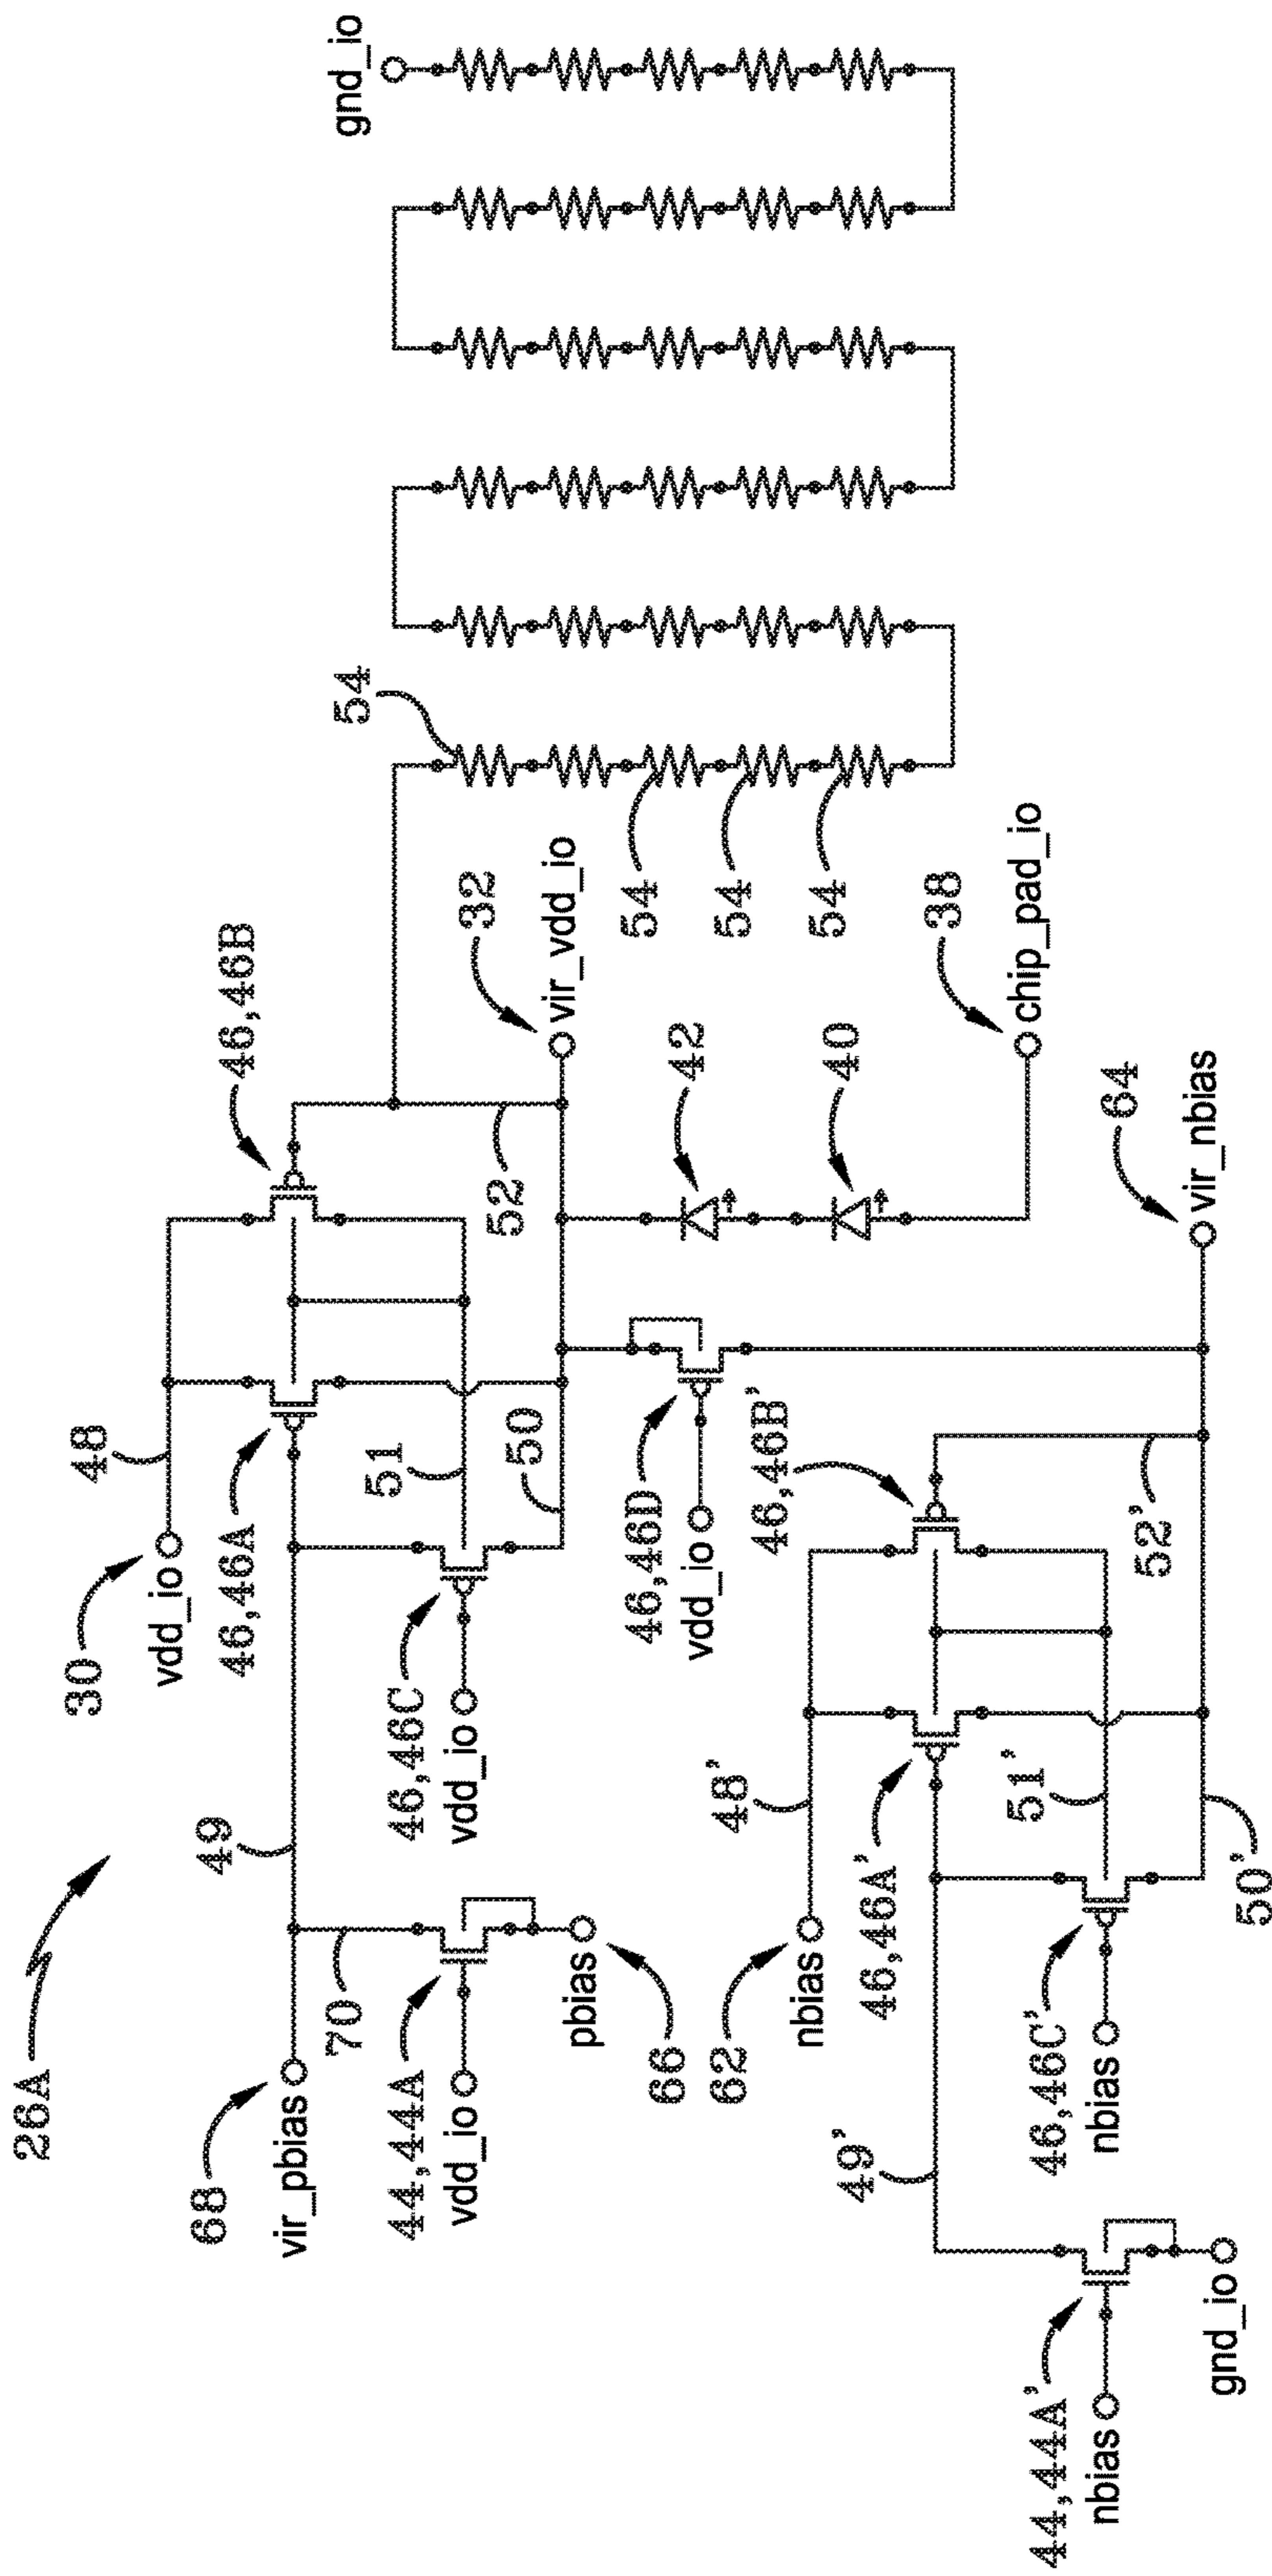 26A
68
vir_pbias
49
70
44,44A
vdd_io
pbias
66
30
vdd_io
48
46,46A
46,46B
46,46C
vdd_io
51
50
52
32
vir_vdd_io
54
54
54
54
gnd_io
42
40
38
chip_pad_io
46,46D
vdd_io
62
nbias
48'
46,46A'
46,46B'
49'
44,44A'
nbias
gnd_io
46,46C'
nbias
51'
50'
52'
64
vir_nbias